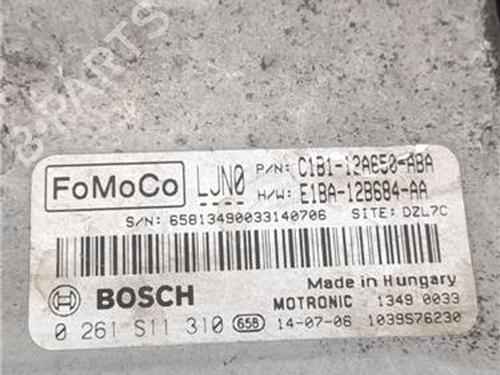 FoMoCo
LJN0
P/N: C1B1-12A650-ABA
H/W: E1BA-12B684-AA
S/N: 65813490033140706 SITE: DZL7C
BOSCH
Made in Hungary
MOTRONIC 1349 0033
0 261 S11 310 658 14-07-06 1039S76230